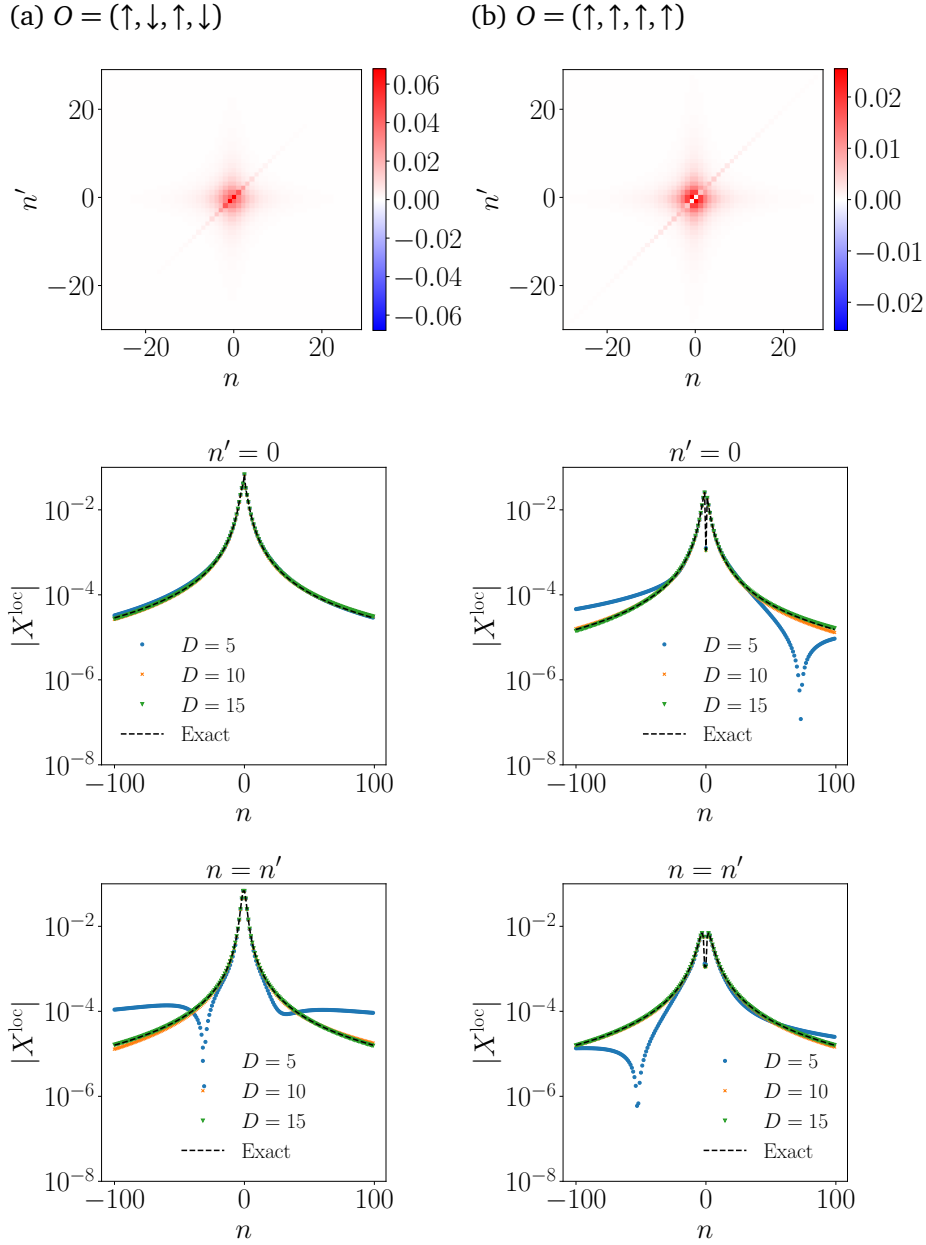 (a) O = (↑, ↓, ↑, ↓)
(b) O = (↑, ↑, ↑, ↑)
20
0
−20
n′
−20
0
20
n
0.06
0.04
0.02
0.00
−0.02
−0.04
−0.06
20
0
−20
n′
−20
0
20
n
0.02
0.01
0.00
−0.01
−0.02
n′ = 0
10⁻²
10⁻⁴
10⁻⁶
10⁻⁸
|X^loc|
D = 5
D = 10
D = 15
Exact
−100
0
100
n
n′ = 0
10⁻²
10⁻⁴
10⁻⁶
10⁻⁸
|X^loc|
D = 5
D = 10
D = 15
Exact
−100
0
100
n
n = n′
10⁻²
10⁻⁴
10⁻⁶
10⁻⁸
|X^loc|
D = 5
D = 10
D = 15
Exact
−100
0
100
n
n = n′
10⁻²
10⁻⁴
10⁻⁶
10⁻⁸
|X^loc|
D = 5
D = 10
D = 15
Exact
−100
0
100
n